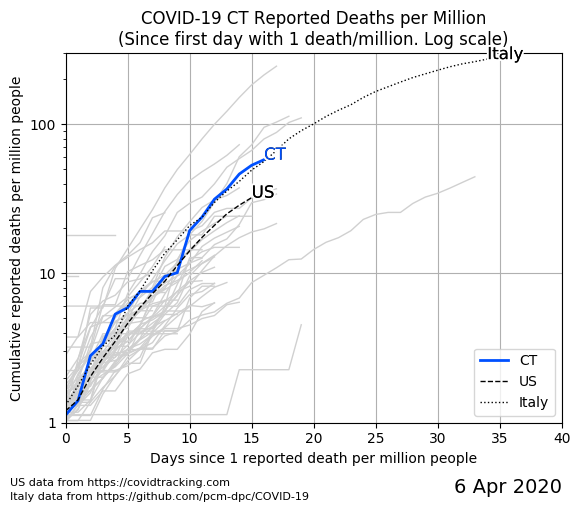 COVID-19 CT Reported Deaths per Million
(Since first day with 1 death/million. Log scale)
Cumulative reported deaths per million people
100
10
1
Italy
CT
US
CT
US
Italy
0 5 10 15 20 25 30 35 40
Days since 1 reported death per million people
US data from https://covidtracking.com
Italy data from https://github.com/pcm-dpc/COVID-19
6 Apr 2020